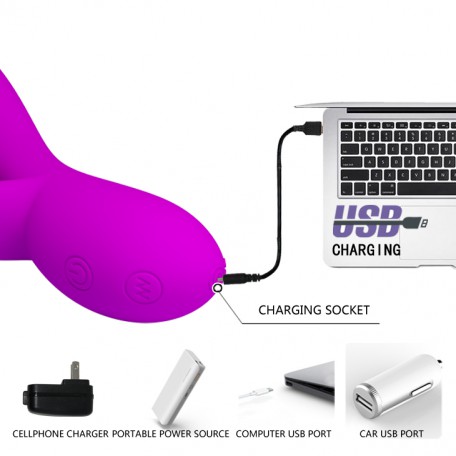 USB
CHARGING
CHARGING SOCKET
CELLPHONE CHARGER
PORTABLE POWER SOURCE
COMPUTER USB PORT
CAR USB PORT